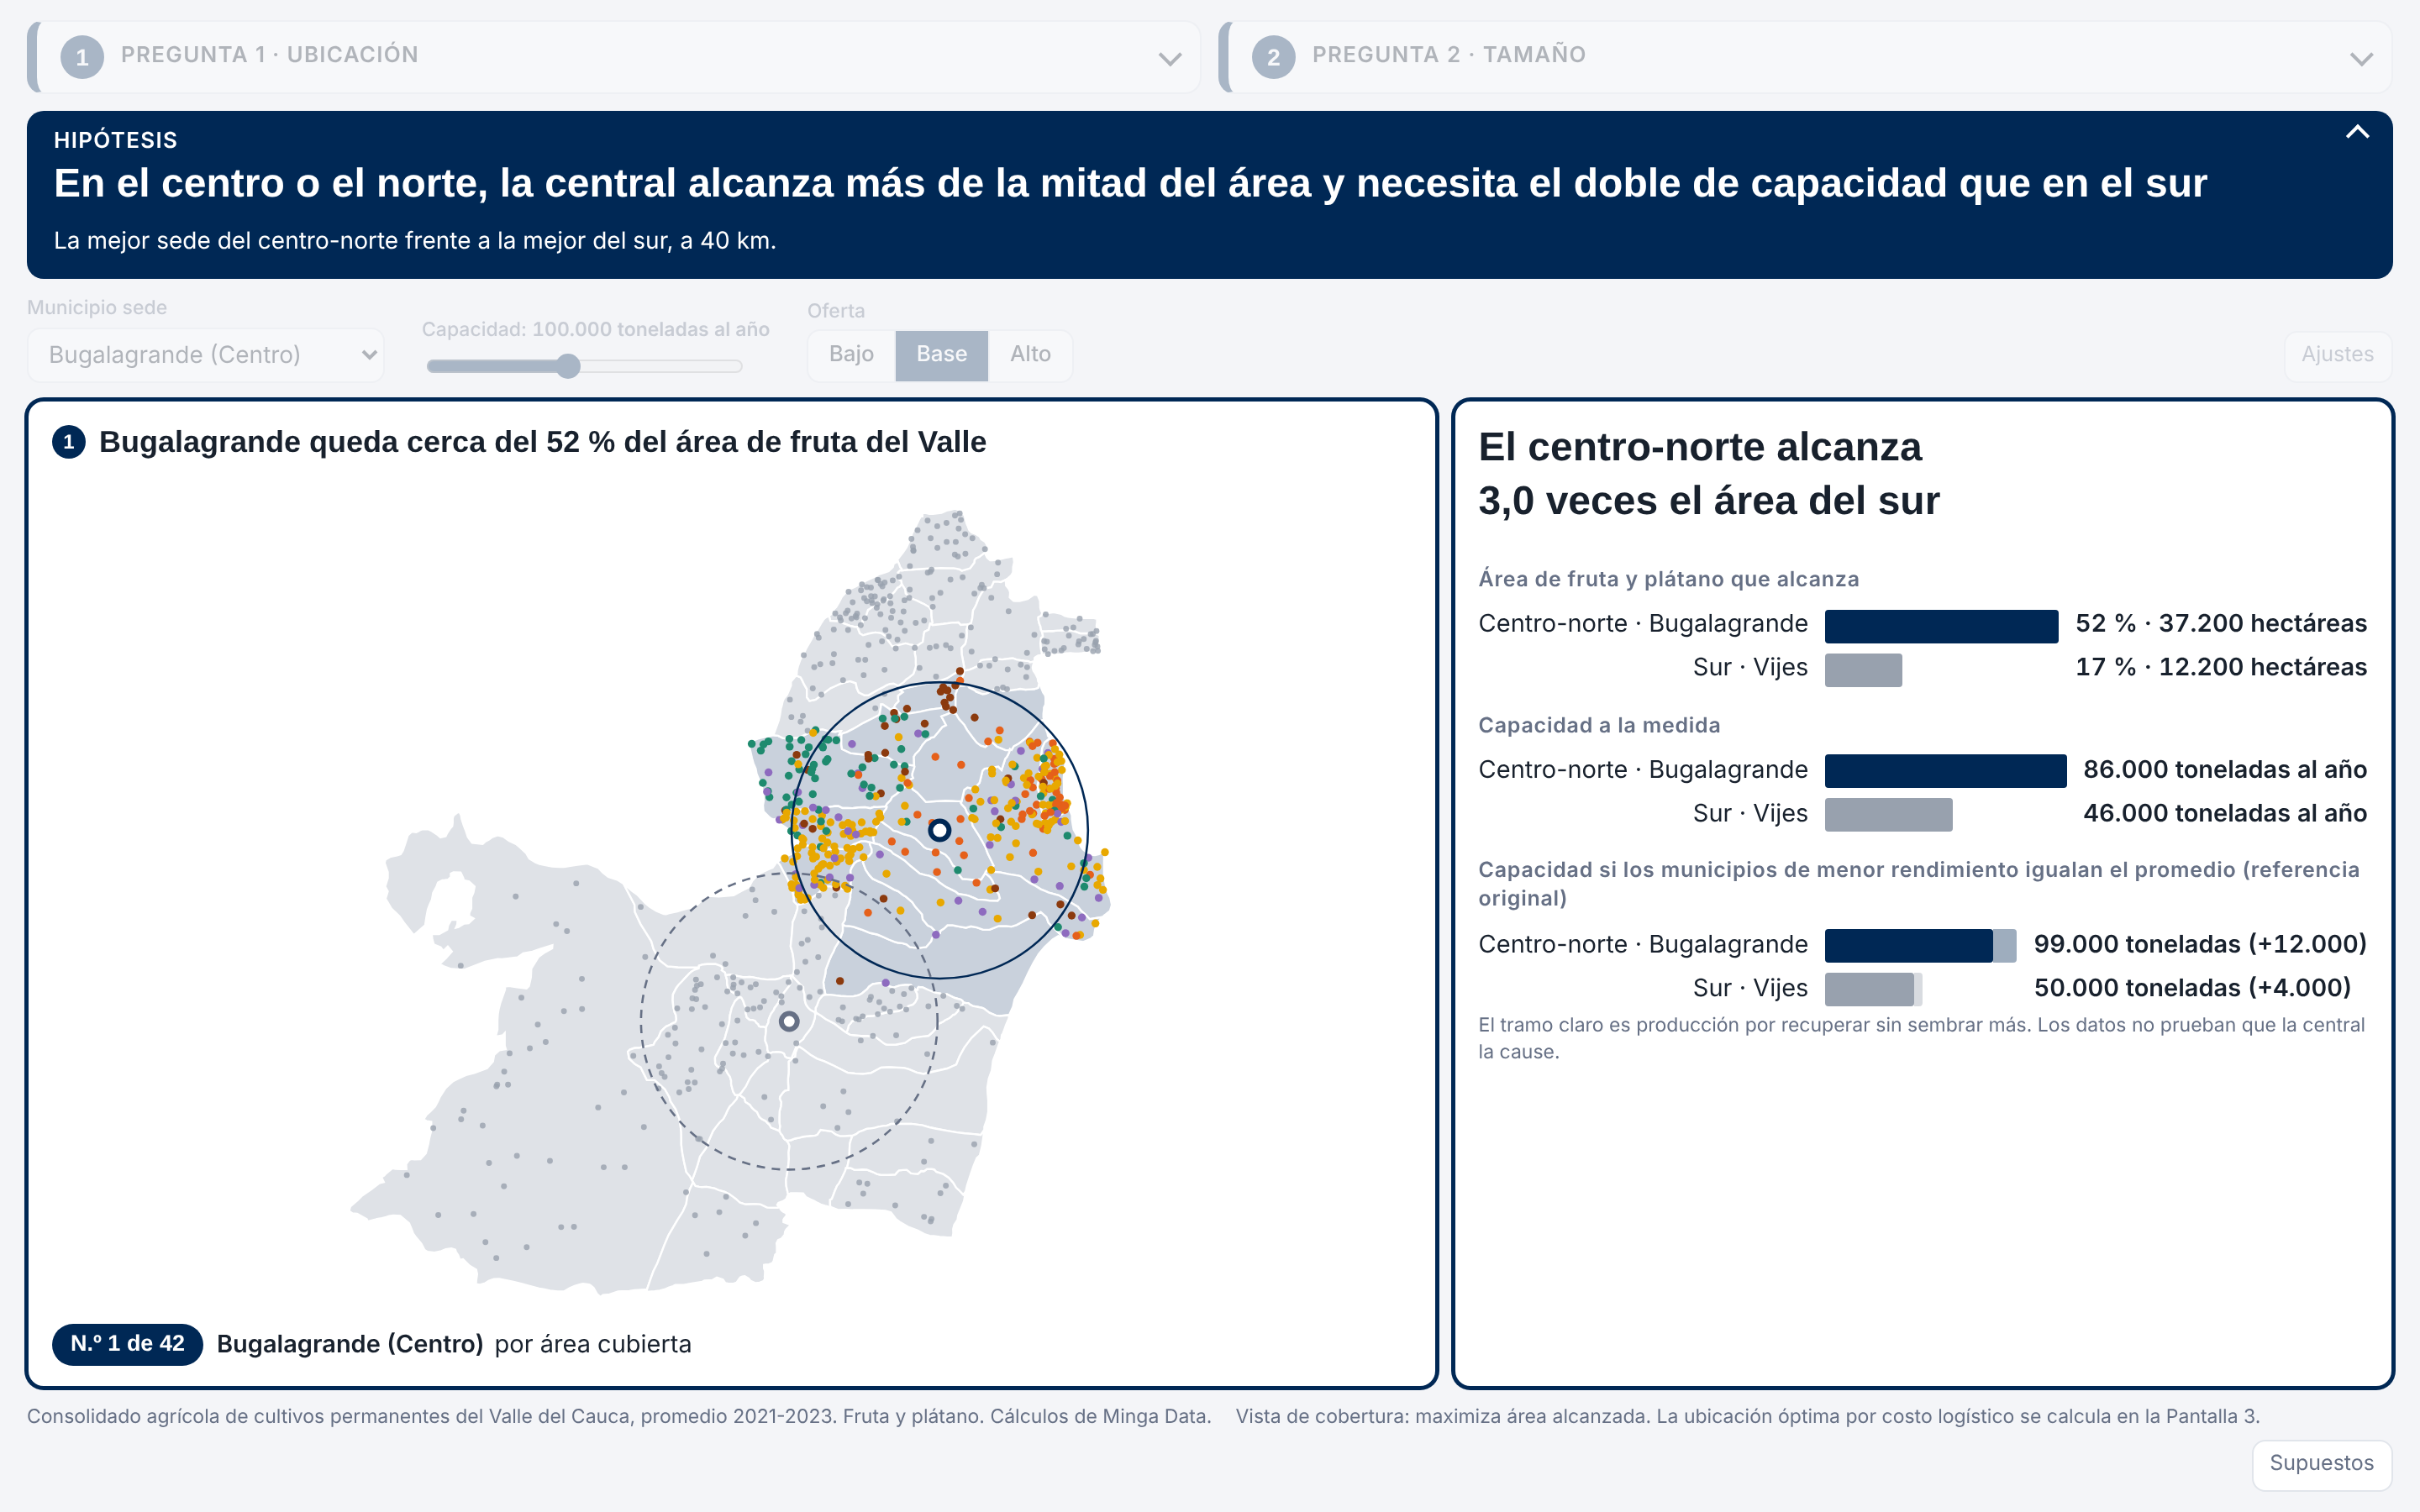 1 PREGUNTA 1 · UBICACIÓN
2 PREGUNTA 2 · TAMAÑO
HIPÓTESIS
En el centro o el norte, la central alcanza más de la mitad del área y necesita el doble de capacidad que en el sur
La mejor sede del centro-norte frente a la mejor del sur, a 40 km.
Municipio sede
Bugalagrande (Centro)
Capacidad: 100.000 toneladas al año
Oferta
Bajo Base Alto
Ajustes
1 Bugalagrande queda cerca del 52 % del área de fruta del Valle
N.º 1 de 42 Bugalagrande (Centro) por área cubierta
El centro-norte alcanza
3,0 veces el área del sur
Área de fruta y plátano que alcanza
Centro-norte · Bugalagrande 52 % · 37.200 hectáreas
Sur · Vijes 17 % · 12.200 hectáreas
Capacidad a la medida
Centro-norte · Bugalagrande 86.000 toneladas al año
Sur · Vijes 46.000 toneladas al año
Capacidad si los municipios de menor rendimiento igualan el promedio (referencia
original)
Centro-norte · Bugalagrande 99.000 toneladas (+12.000)
Sur · Vijes 50.000 toneladas (+4.000)
El tramo claro es producción por recuperar sin sembrar más. Los datos no prueban que la central
la cause.
Consolidado agrícola de cultivos permanentes del Valle del Cauca, promedio 2021-2023. Fruta y plátano. Cálculos de Minga Data. Vista de cobertura: maximiza área alcanzada. La ubicación óptima por costo logístico se calcula en la Pantalla 3.
Supuestos